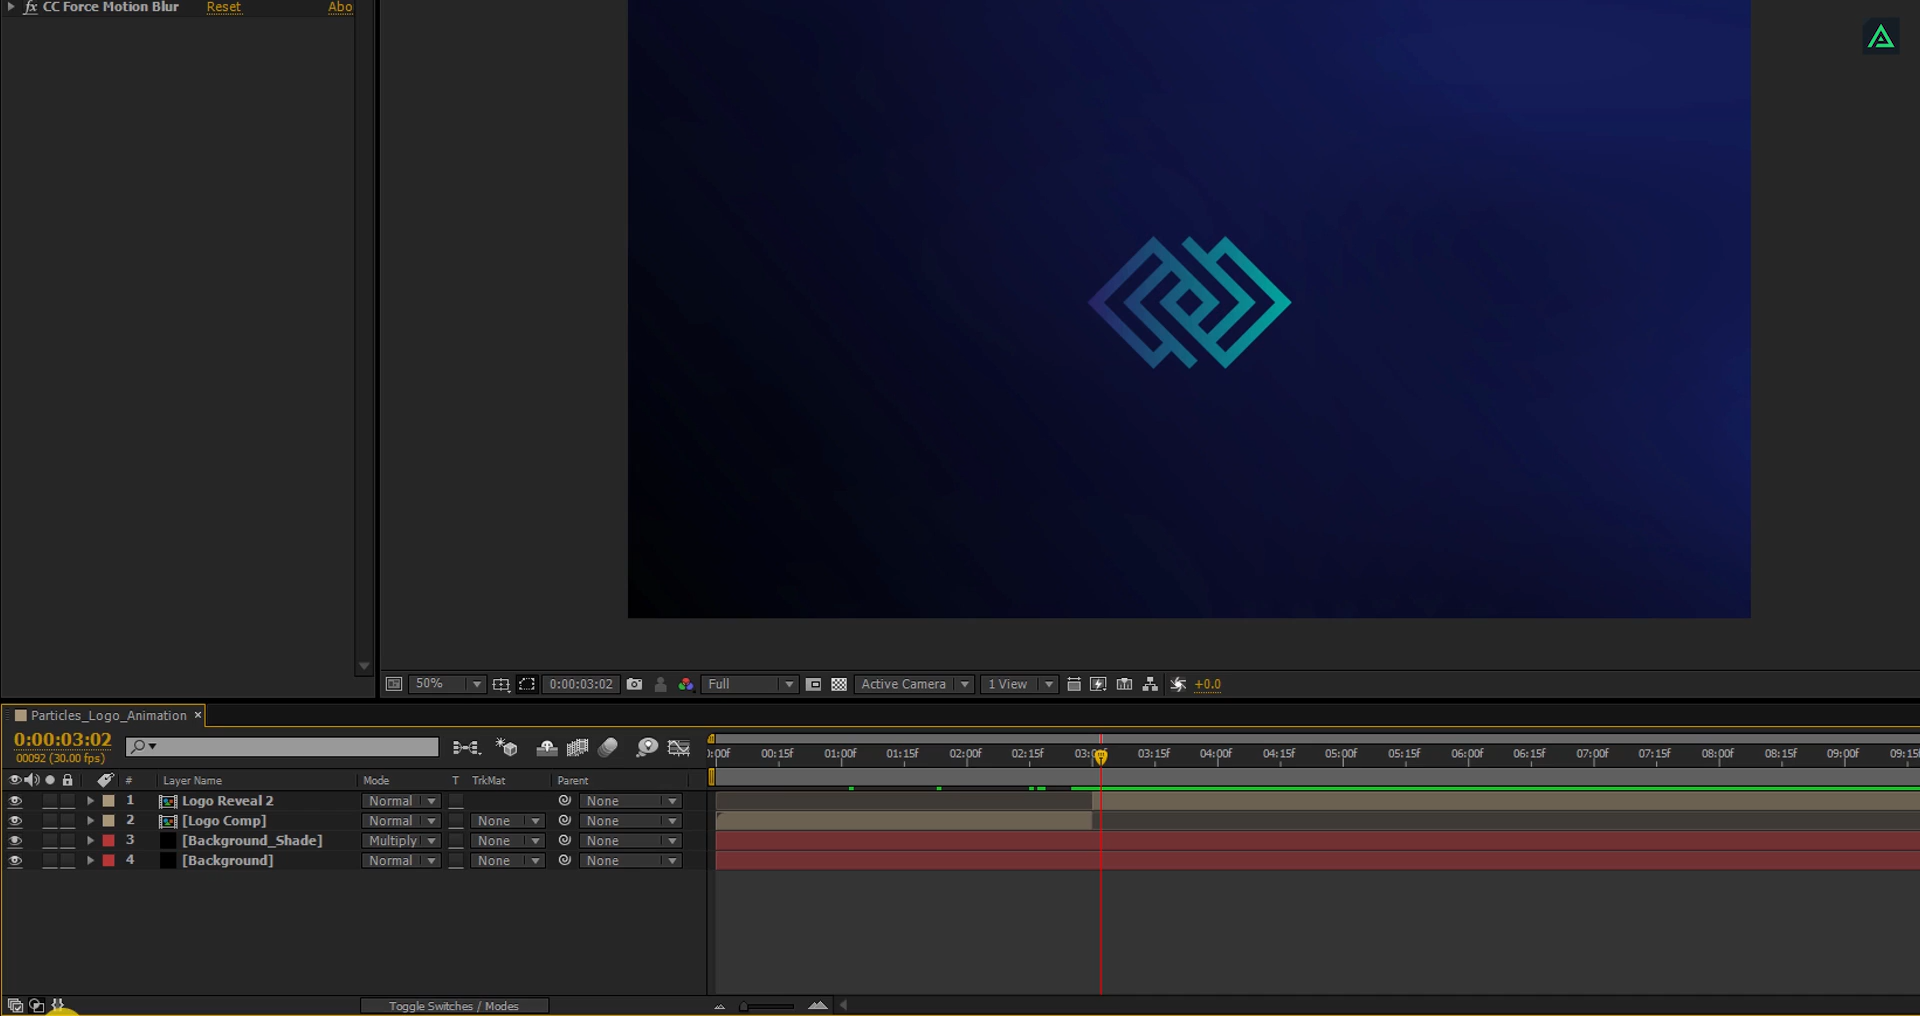 fx CC Force Motion Blur Reset Abo
50% 0:00:03:02 Full Active Camera 1 View +0.0
Particles_Logo_Animation ×
0:00:03:02
00092 (30.00 fps)
:00f 00:15f 01:00f 01:15f 02:00f 02:15f 03:00f 03:15f 04:00f 04:15f 05:00f 05:15f 06:00f 06:15f 07:00f 07:15f 08:00f 08:15f 09:00f 09:15
# Layer Name Mode T TrkMat Parent
1 Logo Reveal 2 Normal None
2 [Logo Comp] Normal None None
3 [Background_Shade] Multiply None None
4 [Background] Normal None None
Toggle Switches / Modes